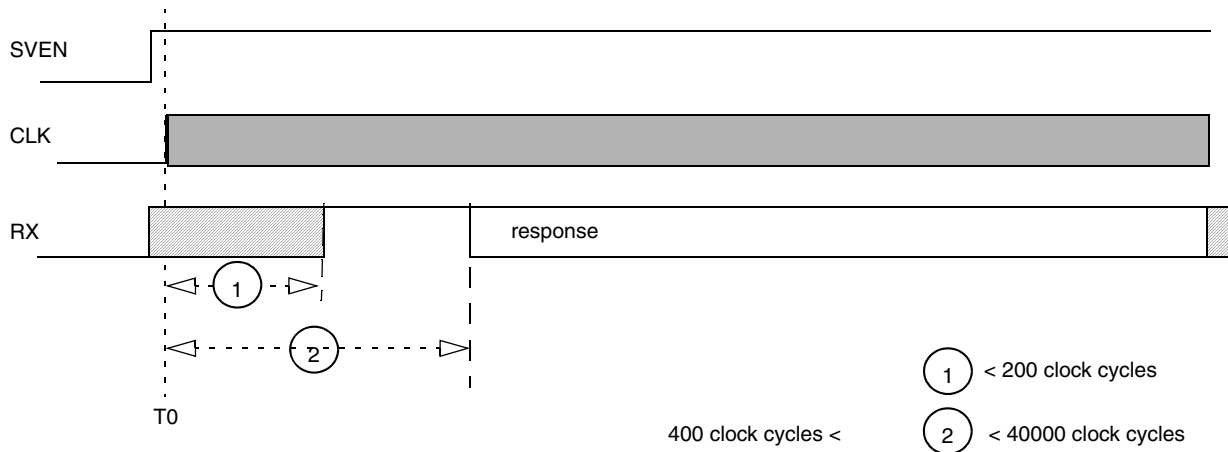 SVEN
CLK
RX
response
1
2
1 < 200 clock cycles
T0
400 clock cycles < 2 < 40000 clock cycles